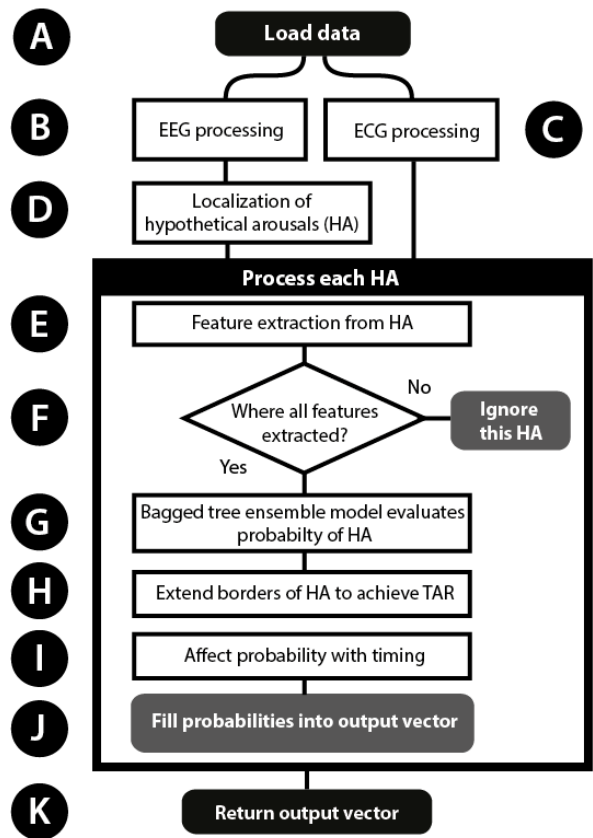 A
Load data
B
EEG processing
ECG processing
C
D
Localization of
hypothetical arousals (HA)
Process each HA
E
Feature extraction from HA
F
Where all features
extracted?
No
Ignore
this HA
Yes
G
Bagged tree ensemble model evaluates
probabilty of HA
H
Extend borders of HA to achieve TAR
I
Affect probability with timing
J
Fill probabilities into output vector
K
Return output vector